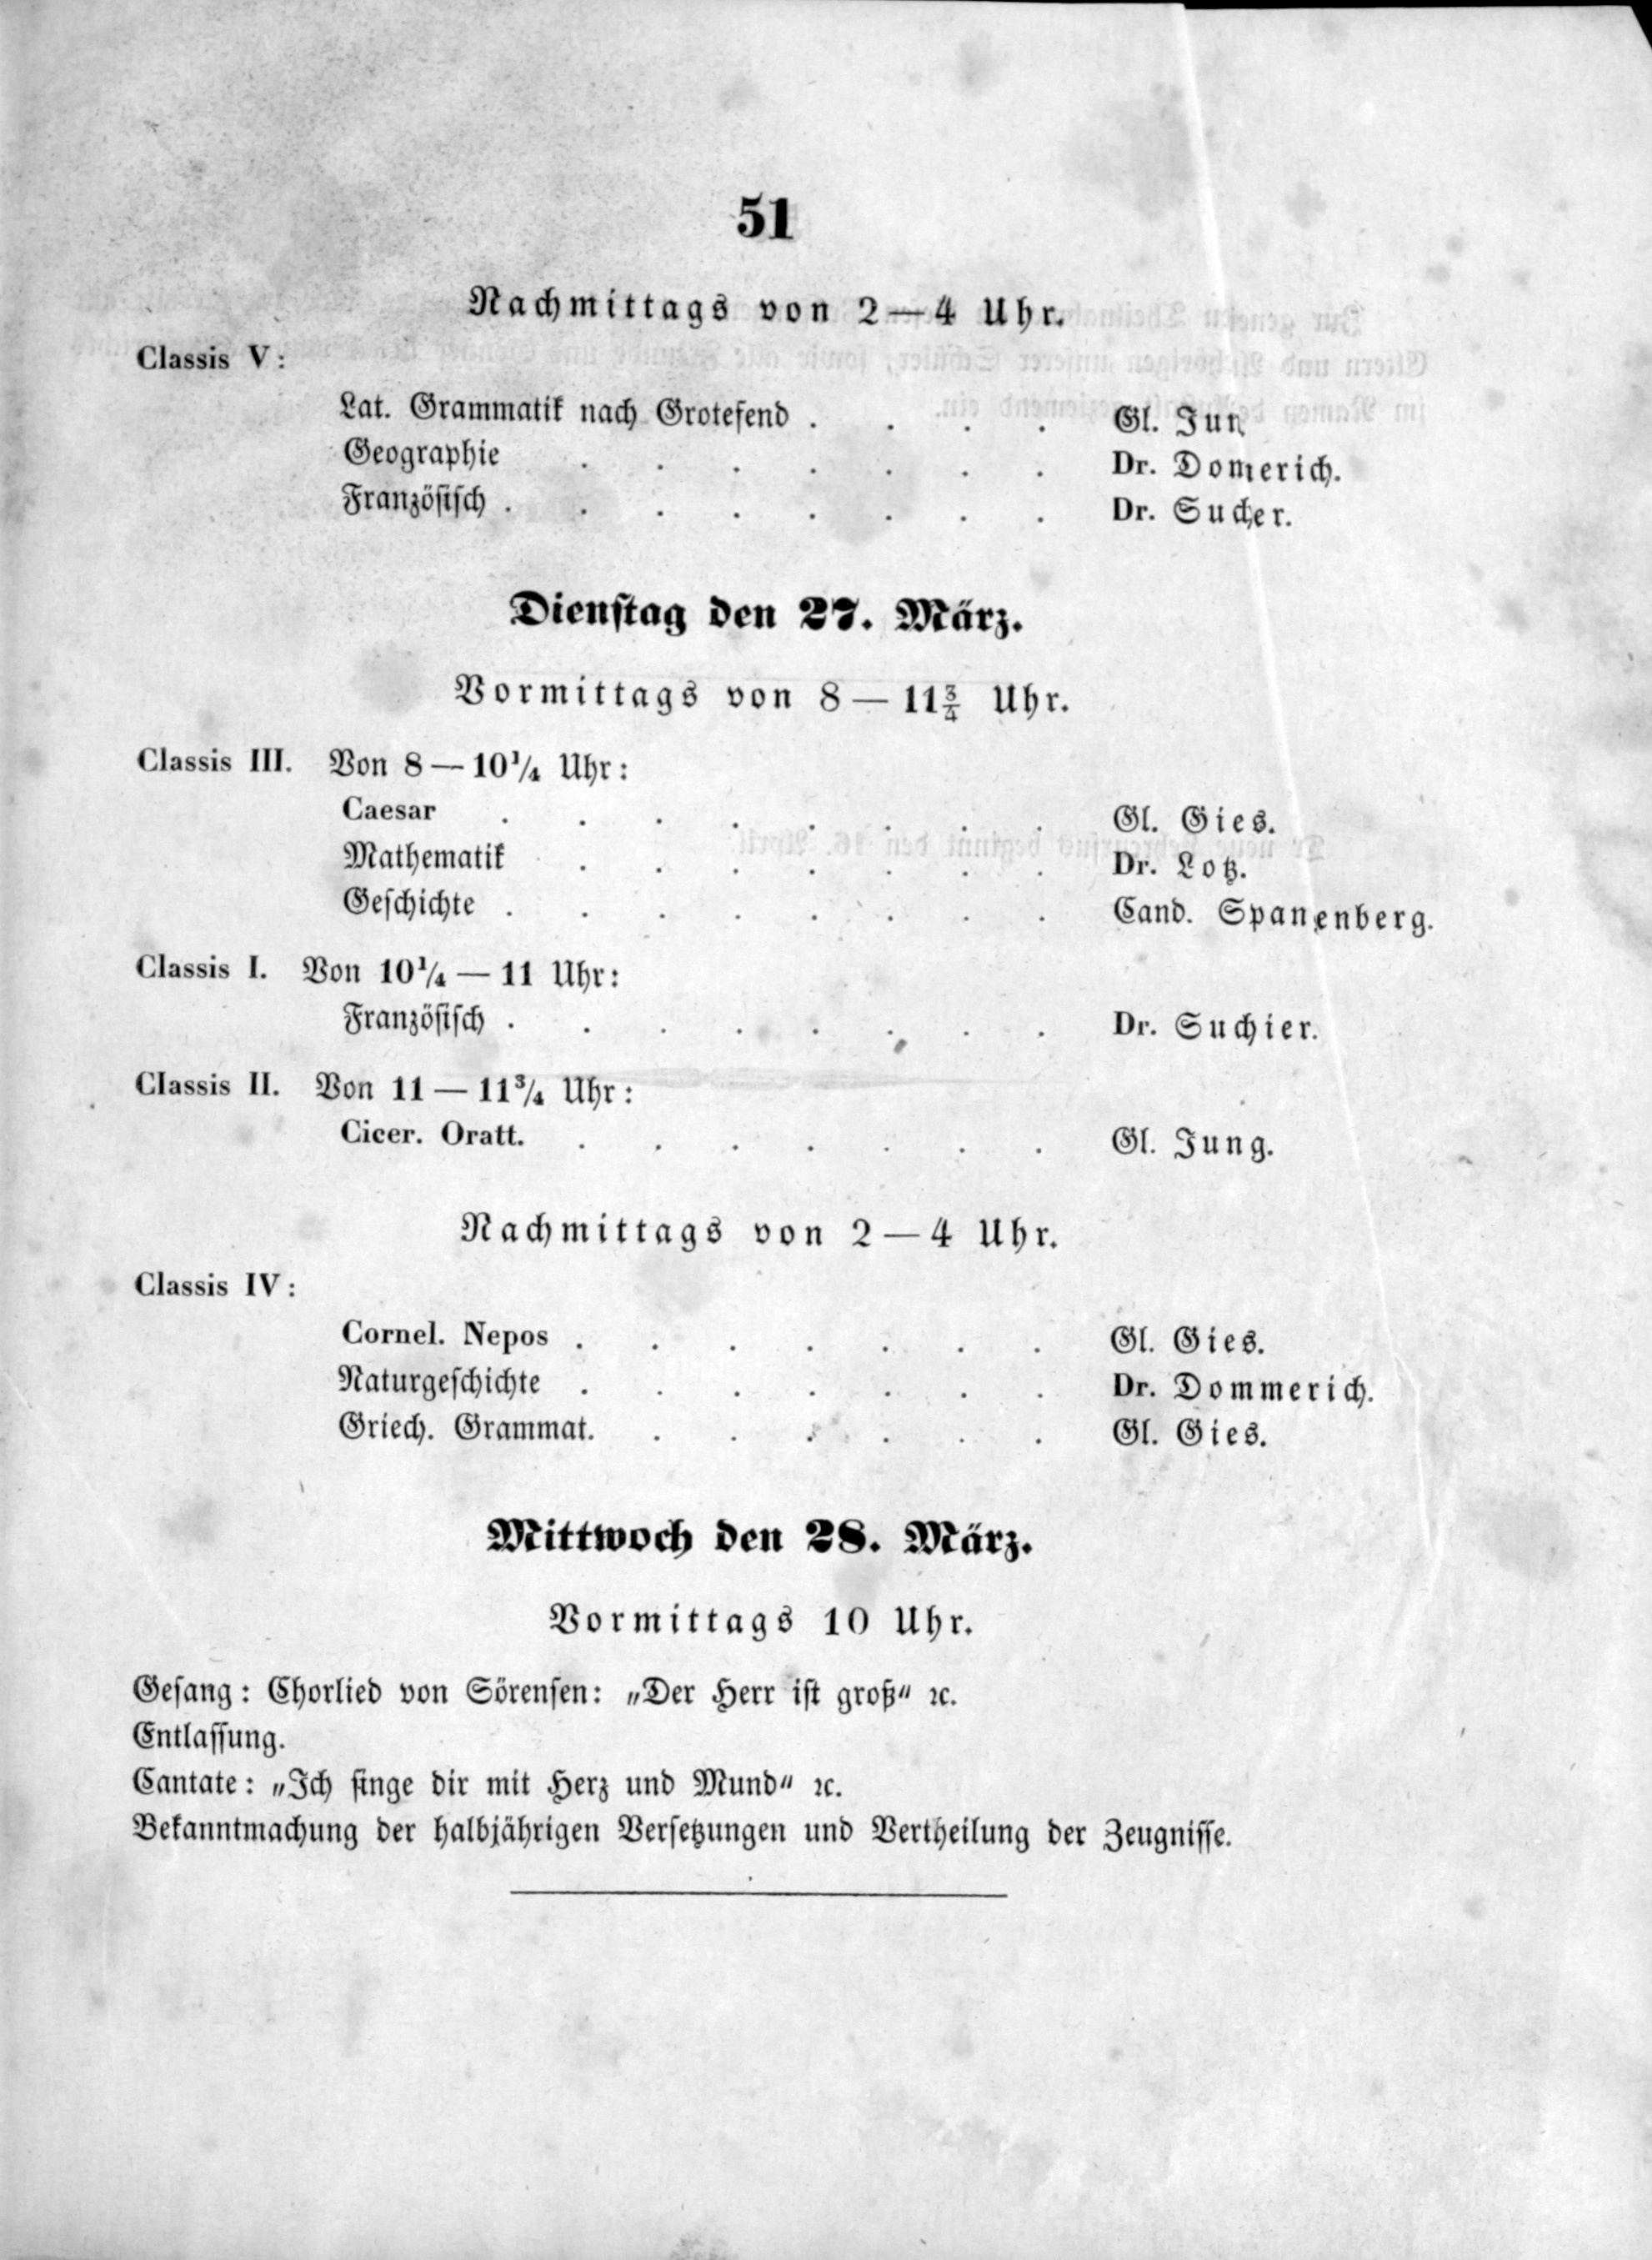 51
Nachmittags von 2—4 Uhr.
Classis V:
Lat. Grammatik nach Grotefend . . . . Gl. Jun
Geographie . . . . . . . Dr. Domerich.
Französisch . . . . . . . . Dr. Sucher.
Dienstag den 27. März.
Vormittags von 8—11¾ Uhr.
Classis III. Von 8—10¼ Uhr:
Caesar . . . . . . . . Gl. Gies.
Mathematik . . . . . . . Dr. Lotz.
Geschichte . . . . . . . . Cand. Spanenberg.
Classis I. Von 10¼—11 Uhr:
Französisch . . . . . . . . Dr. Suchier.
Classis II. Von 11—11¾ Uhr:
Cicer. Oratt. . . . . . . . Gl. Jung.
Nachmittags von 2—4 Uhr.
Classis IV:
Cornel. Nepos . . . . . . . Gl. Gies.
Naturgeschichte . . . . . . . Dr. Dommerich.
Griech. Grammat. . . . . . . Gl. Gies.
Mittwoch den 28. März.
Vormittags 10 Uhr.
Gesang: Chorlied von Sörensen: „Der Herr ist groß“ ꝛc.
Entlassung.
Cantate: „Ich singe dir mit Herz und Mund“ ꝛc.
Bekanntmachung der halbjährigen Versetzungen und Vertheilung der Zeugnisse.